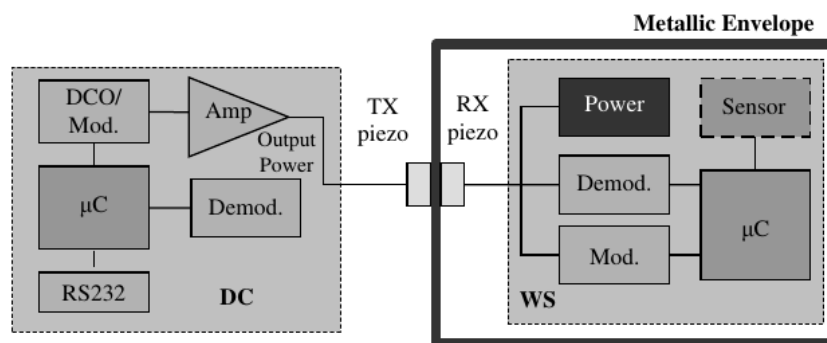 Metallic Envelope
DCO/
Mod.
Amp
Output
Power
μC
Demod.
RS232
DC
TX
piezo
RX
piezo
Power
Sensor
Demod.
μC
Mod.
WS